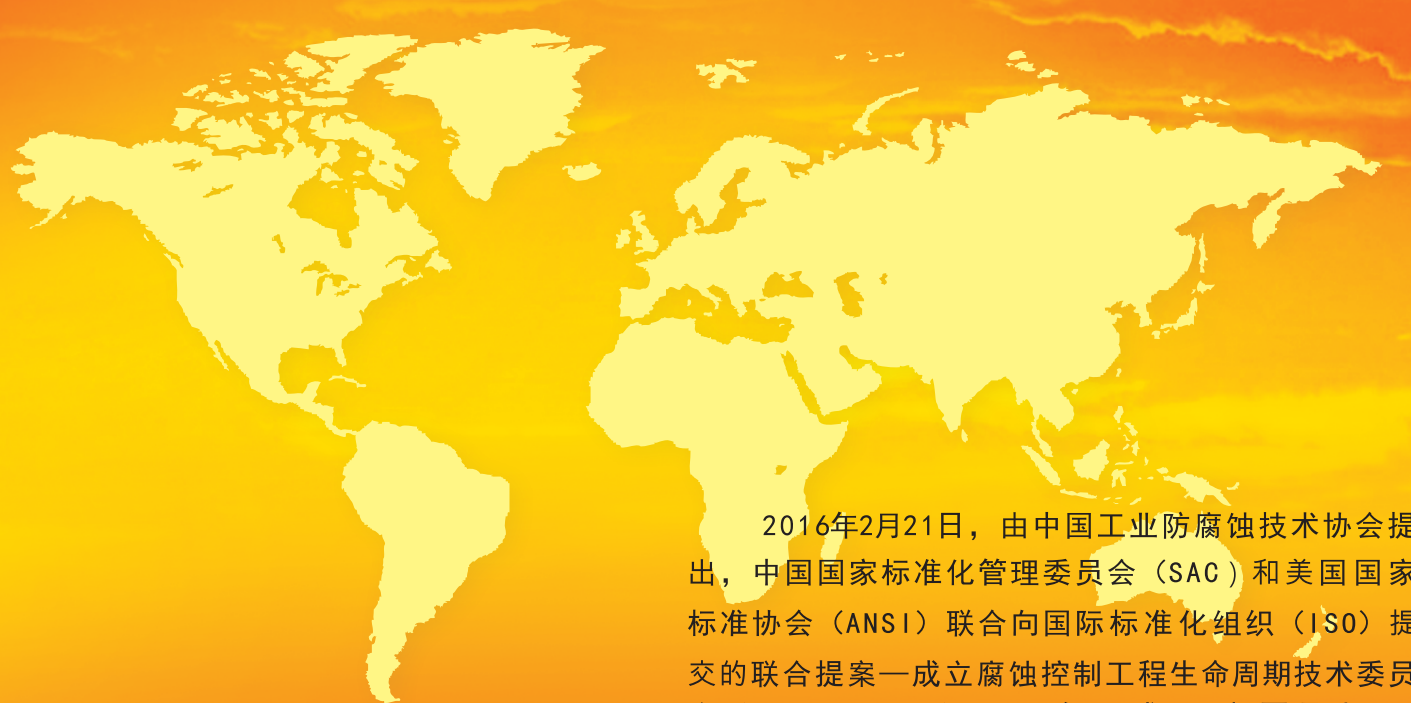 2016年2月21日，由中国工业防腐蚀技术协会提
出，中国国家标准化管理委员会（SAC）和美国国家
标准协会（ANSI）联合向国际标准化组织（ISO）提
交的联合提案—成立腐蚀控制工程生命周期技术委员